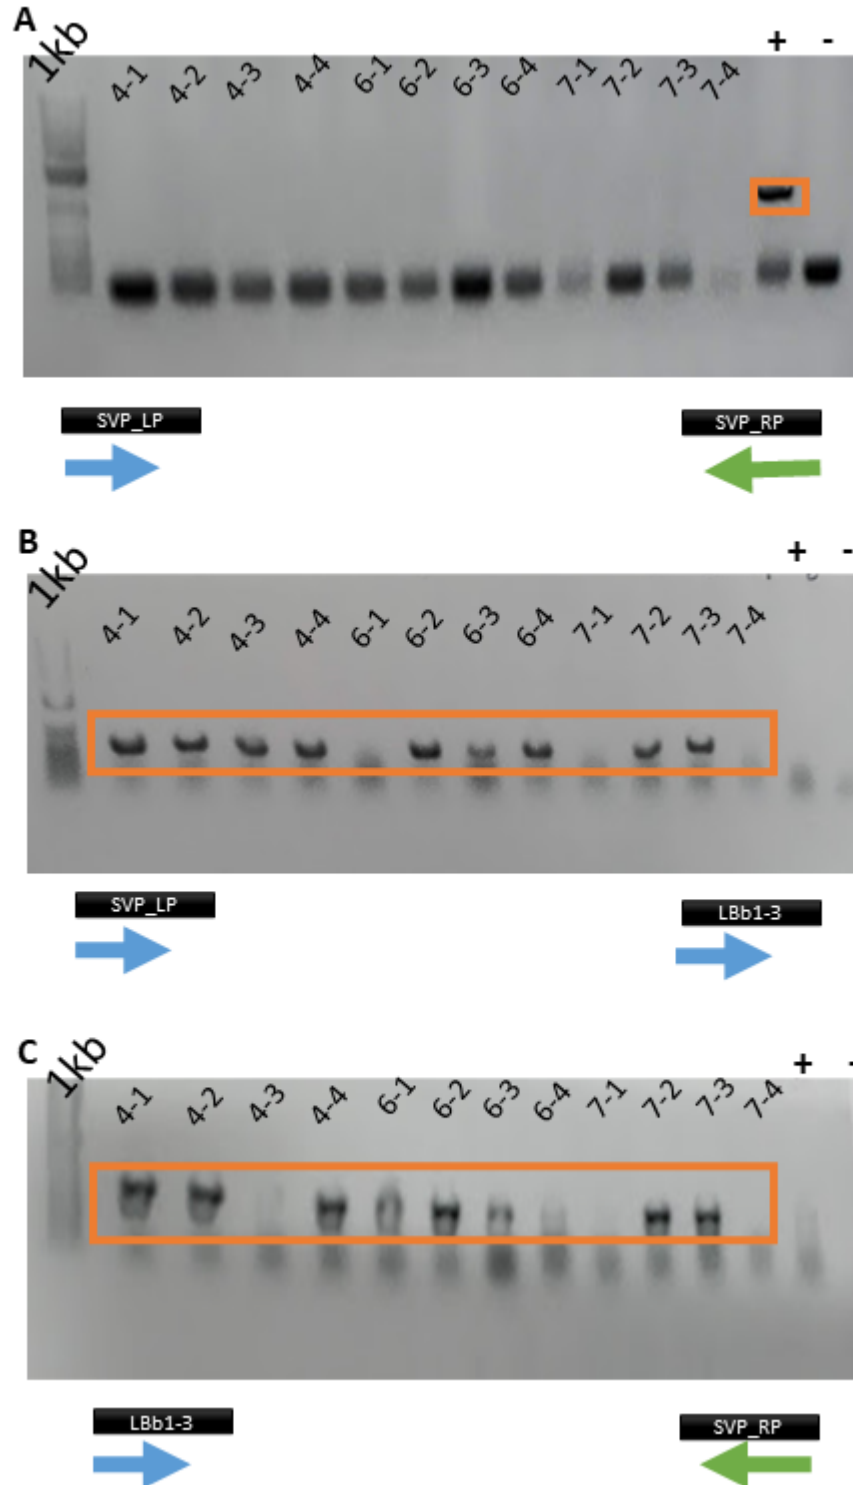 A
1kb 4-1 4-2 4-3 4-4 6-1 6-2 6-3 6-4 7-1 7-2 7-3 7-4 + -
SVP_LP SVP_RP
B
1kb 4-1 4-2 4-3 4-4 6-1 6-2 6-3 6-4 7-1 7-2 7-3 7-4 + -
SVP_LP LBb1-3
C
1kb 4-1 4-2 4-3 4-4 6-1 6-2 6-3 6-4 7-1 7-2 7-3 7-4 + -
LBb1-3 SVP_RP